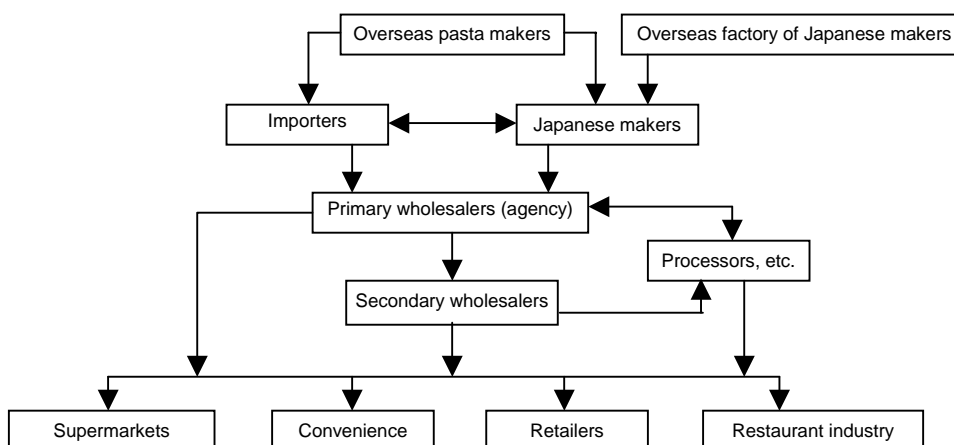 Overseas pasta makers
Overseas factory of Japanese makers
Importers
Japanese makers
Primary wholesalers (agency)
Processors, etc.
Secondary wholesalers
Supermarkets
Convenience
Retailers
Restaurant industry